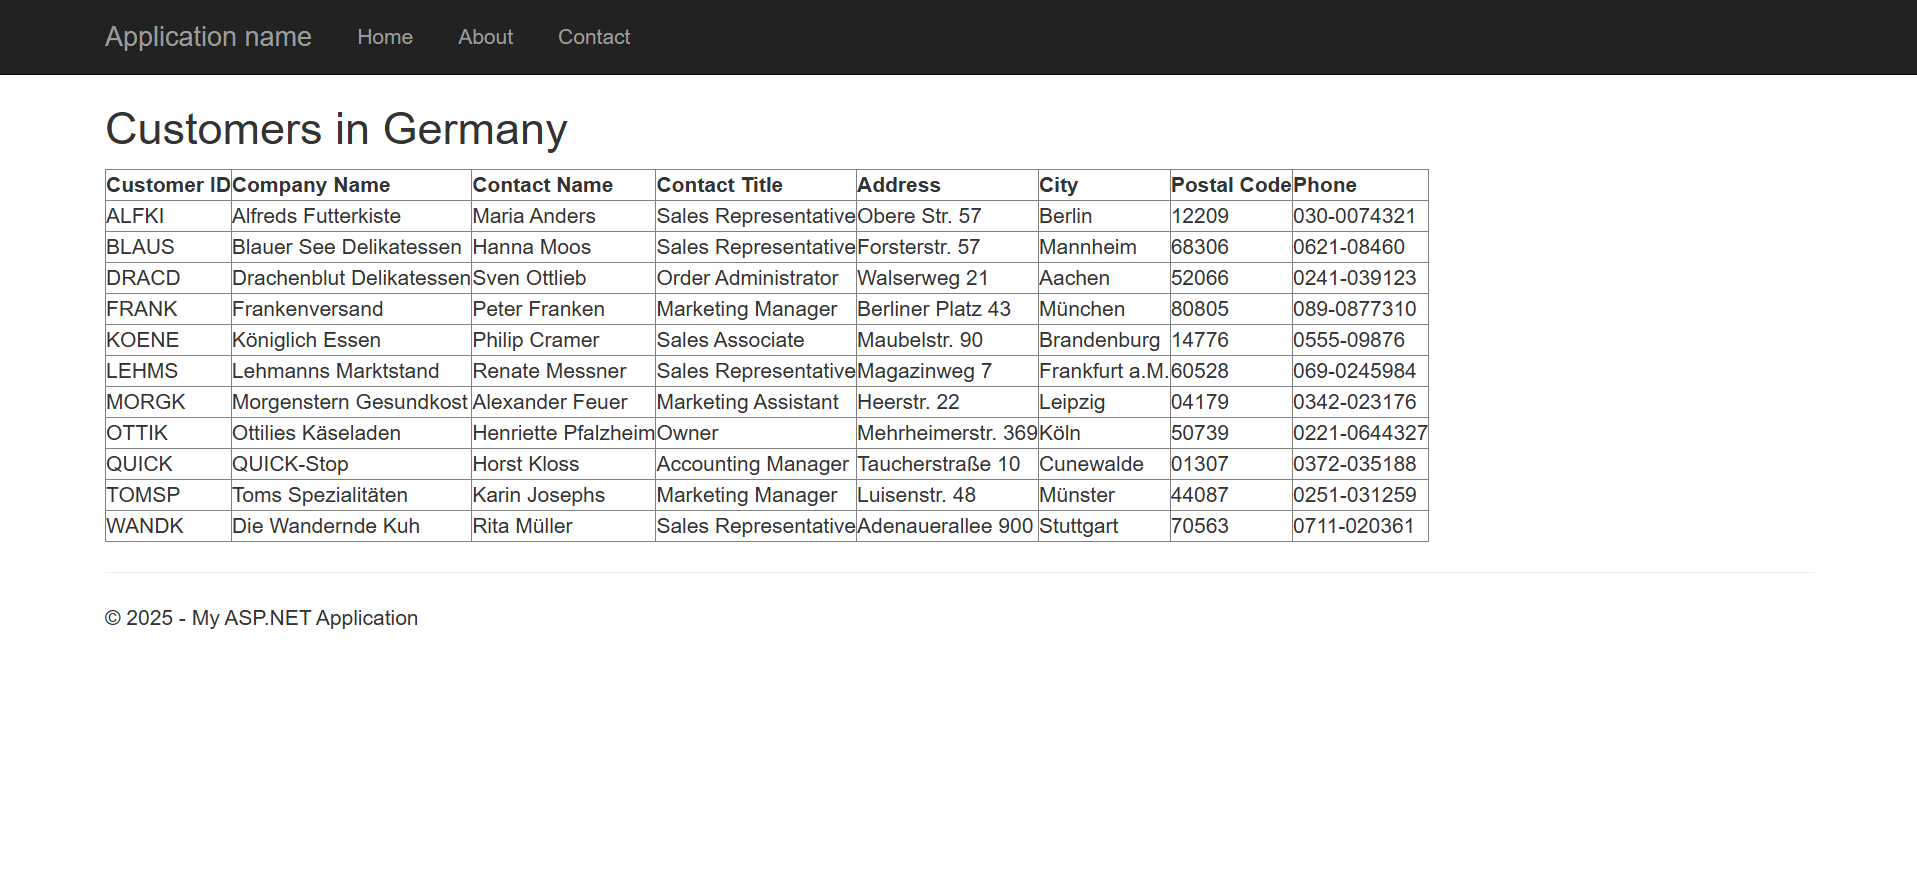 Application name Home About Contact
Customers in Germany
Customer ID Company Name Contact Name Contact Title Address City Postal Code Phone
ALFKI Alfreds Futterkiste Maria Anders Sales Representative Obere Str. 57 Berlin 12209 030-0074321
BLAUS Blauer See Delikatessen Hanna Moos Sales Representative Forsterstr. 57 Mannheim 68306 0621-08460
DRACD Drachenblut Delikatessen Sven Ottlieb Order Administrator Walserweg 21 Aachen 52066 0241-039123
FRANK Frankenversand Peter Franken Marketing Manager Berliner Platz 43 München 80805 089-0877310
KOENE Königlich Essen Philip Cramer Sales Associate Maubelstr. 90 Brandenburg 14776 0555-09876
LEHMS Lehmanns Marktstand Renate Messner Sales Representative Magazinweg 7 Frankfurt a.M. 60528 069-0245984
MORGK Morgenstern Gesundkost Alexander Feuer Marketing Assistant Heerstr. 22 Leipzig 04179 0342-023176
OTTIK Ottilies Käseladen Henriette Pfalzheim Owner Mehrheimerstr. 369 Köln 50739 0221-0644327
QUICK QUICK-Stop Horst Kloss Accounting Manager Taucherstraße 10 Cunewalde 01307 0372-035188
TOMSP Toms Spezialitäten Karin Josephs Marketing Manager Luisenstr. 48 Münster 44087 0251-031259
WANDK Die Wandernde Kuh Rita Müller Sales Representative Adenauerallee 900 Stuttgart 70563 0711-020361
© 2025 - My ASP.NET Application